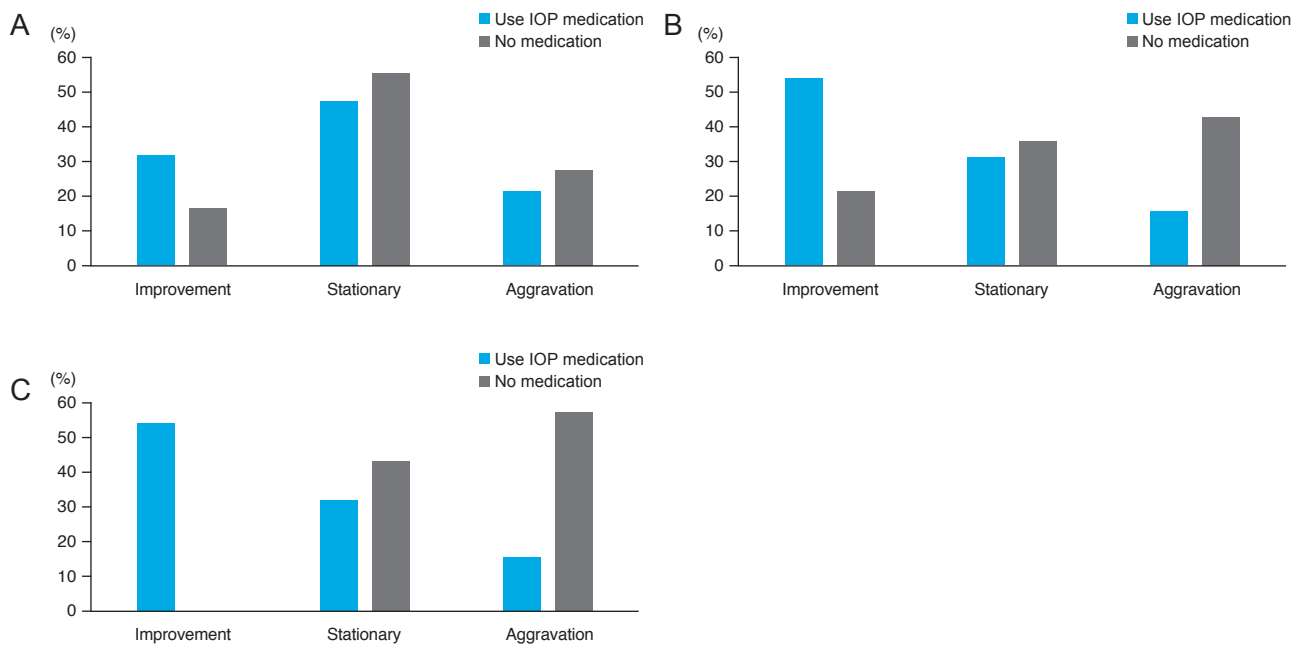 A
(%)
Use IOP medication
No medication
60
50
40
30
20
10
0
Improvement Stationary Aggravation
B
(%)
Use IOP medication
No medication
60
50
40
30
20
10
0
Improvement Stationary Aggravation
C
(%)
Use IOP medication
No medication
60
50
40
30
20
10
0
Improvement Stationary Aggravation